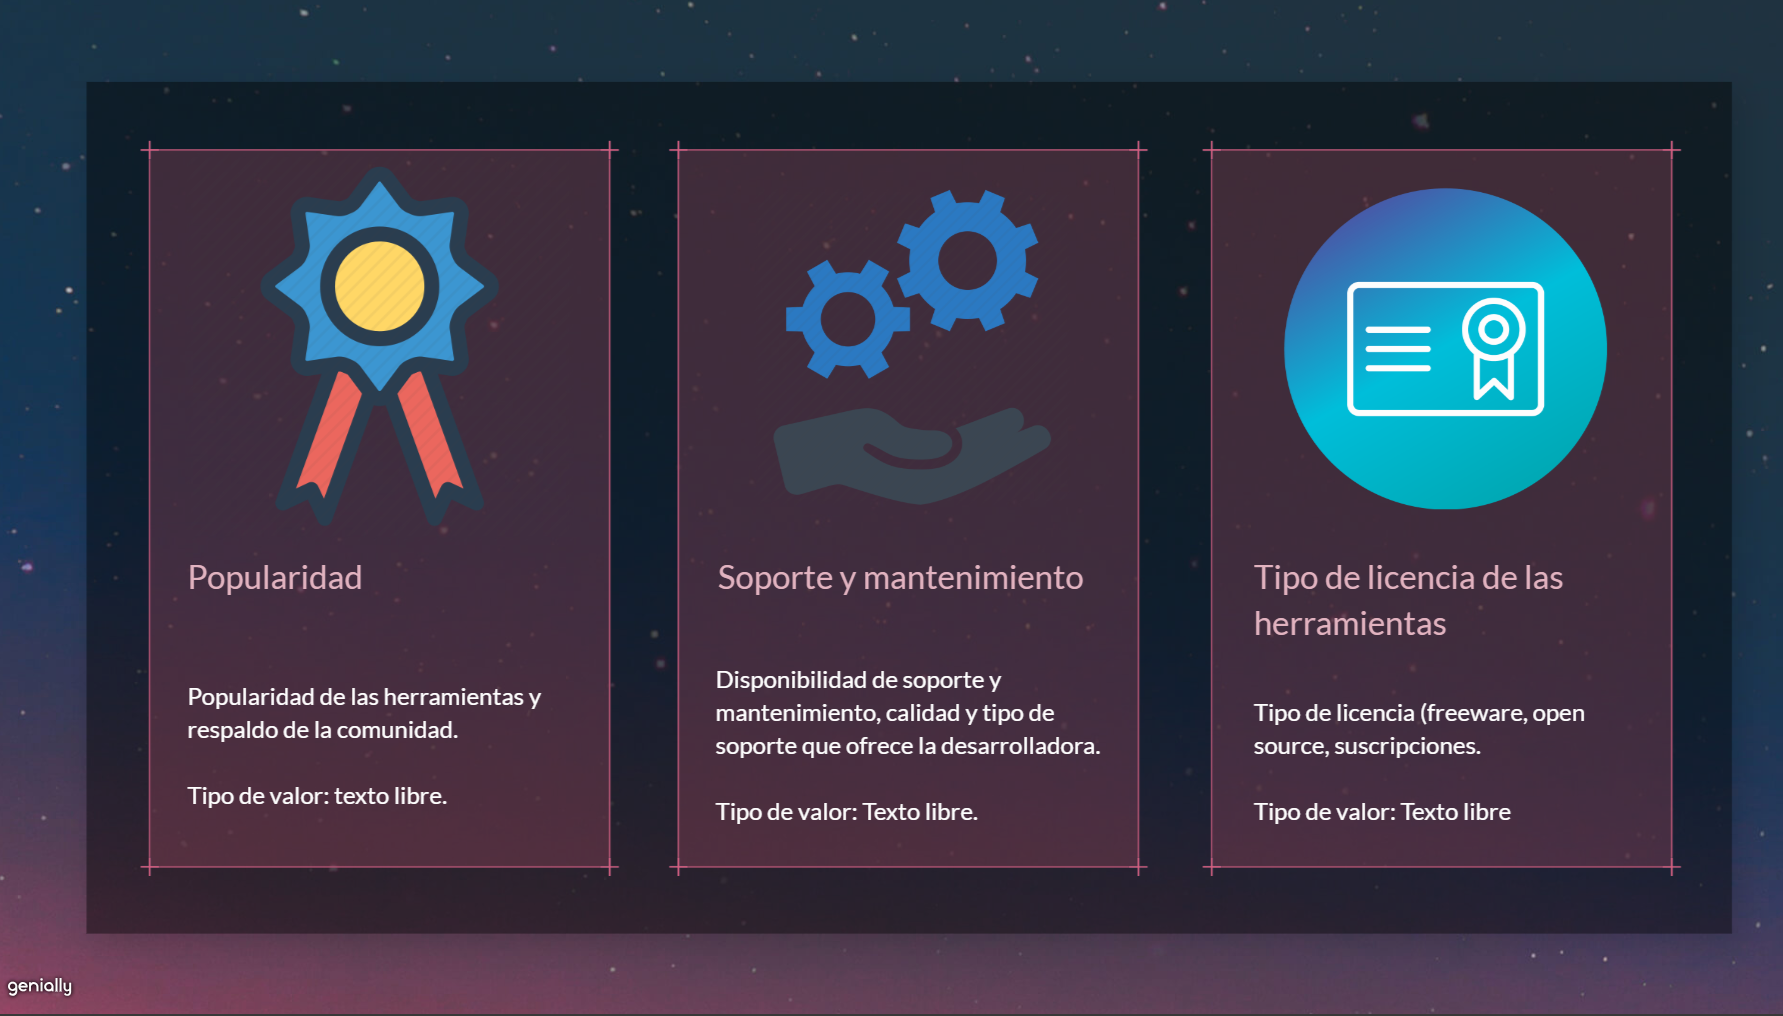 Popularidad
Popularidad de las herramientas y
respaldo de la comunidad.
Tipo de valor: texto libre.
Soporte y mantenimiento
Disponibilidad de soporte y
mantenimiento, calidad y tipo de
soporte que ofrece la desarrolladora.
Tipo de valor: Texto libre.
Tipo de licencia de las
herramientas
Tipo de licencia (freeware, open
source, suscripciones.
Tipo de valor: Texto libre
genially